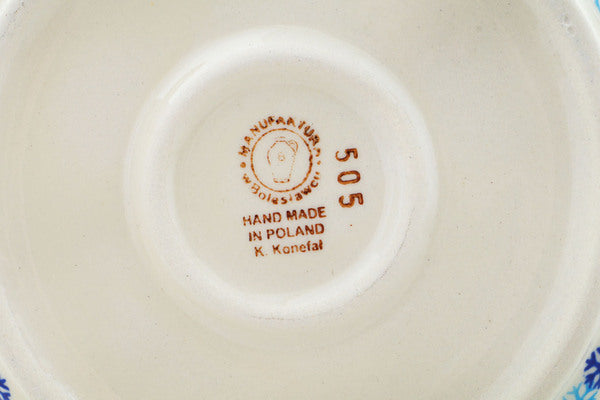 MANUFAKTURA
w Bolesławcu
HAND MADE
IN POLAND
K. Konefał
505